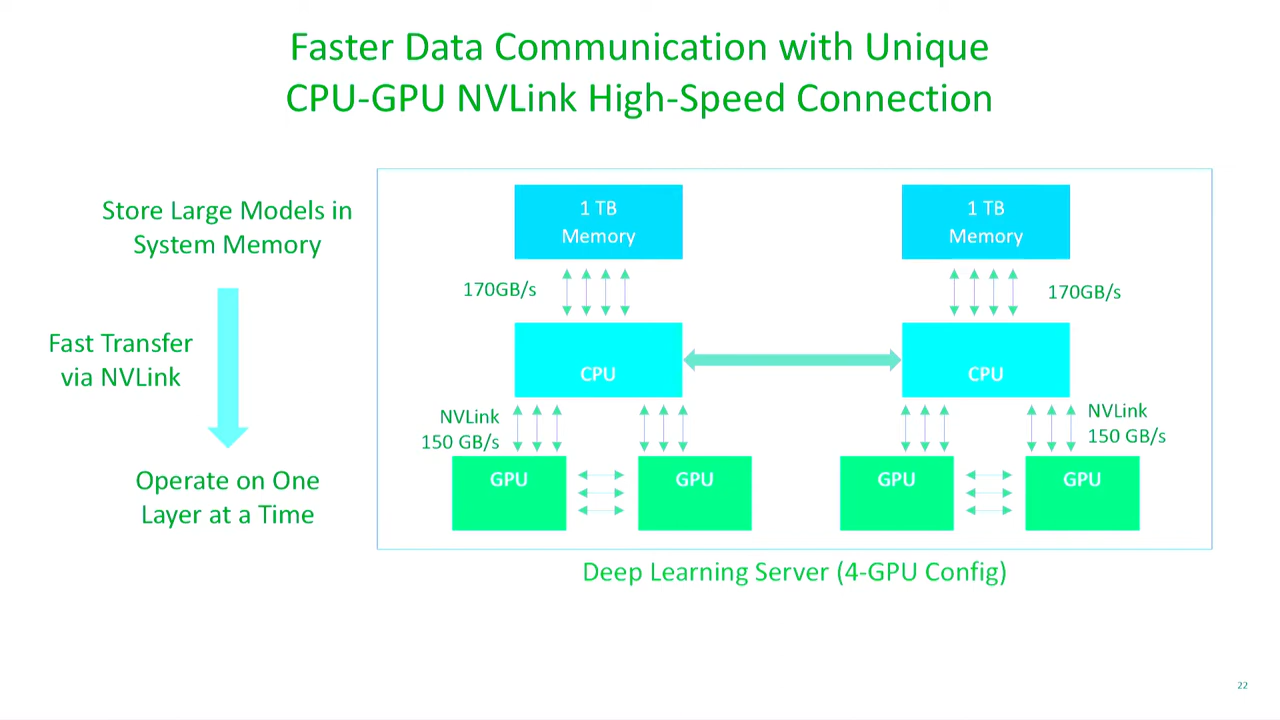 Faster Data Communication with Unique
CPU-GPU NVLink High-Speed Connection
Store Large Models in
System Memory
Fast Transfer
via NVLink
Operate on One
Layer at a Time
1 TB
Memory
1 TB
Memory
170GB/s
170GB/s
CPU
CPU
NVLink
150 GB/s
NVLink
150 GB/s
GPU
GPU
GPU
GPU
Deep Learning Server (4-GPU Config)
22